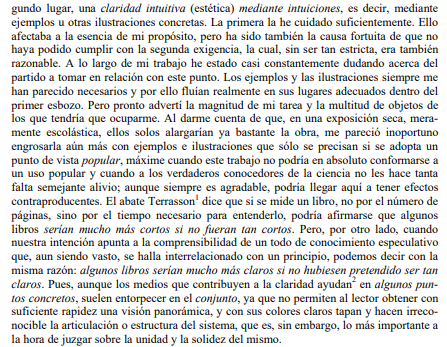 gundo lugar, una claridad intuitiva (estética) mediante intuiciones, es decir, mediante
ejemplos u otras ilustraciones concretas. La primera la he cuidado suficientemente. Ello
afectaba a la esencia de mi propósito, pero ha sido también la causa fortuita de que no
haya podido cumplir con la segunda exigencia, la cual, sin ser tan estricta, era también
razonable. A lo largo de mi trabajo he estado casi constantemente dudando acerca del
partido a tomar en relación con este punto. Los ejemplos y las ilustraciones siempre me
han parecido necesarios y por ello fluían realmente en sus lugares adecuados dentro del
primer esbozo. Pero pronto advertí la magnitud de mi tarea y la multitud de objetos de
los que tendría que ocuparme. Al darme cuenta de que, en una exposición seca, mera-
mente escolástica, ellos solos alargarían ya bastante la obra, me pareció inoportuno
engrosarla aún más con ejemplos e ilustraciones que sólo se precisan si se adopta un
punto de vista popular, máxime cuando este trabajo no podría en absoluto conformarse a
un uso popular y cuando a los verdaderos conocedores de la ciencia no les hace tanta
falta semejante alivio; aunque siempre es agradable, podría llegar aquí a tener efectos
contraproducentes. El abate Terrasson¹ dice que si se mide un libro, no por el número de
páginas, sino por el tiempo necesario para entenderlo, podría afirmarse que algunos
libros serían mucho más cortos si no fueran tan cortos. Pero, por otro lado, cuando
nuestra intención apunta a la comprensibilidad de un todo de conocimiento especulativo
que, aun siendo vasto, se halla interrelacionado con un principio, podemos decir con la
misma razón: algunos libros serían mucho más claros si no hubiesen pretendido ser tan
claros. Pues, aunque los medios que contribuyen a la claridad ayudan² en algunos pun-
tos concretos, suelen entorpecer en el conjunto, ya que no permiten al lector obtener con
suficiente rapidez una visión panorámica, y con sus colores claros tapan y hacen irreco-
nocible la articulación o estructura del sistema, que es, sin embargo, lo más importante a
la hora de juzgar sobre la unidad y la solidez del mismo.